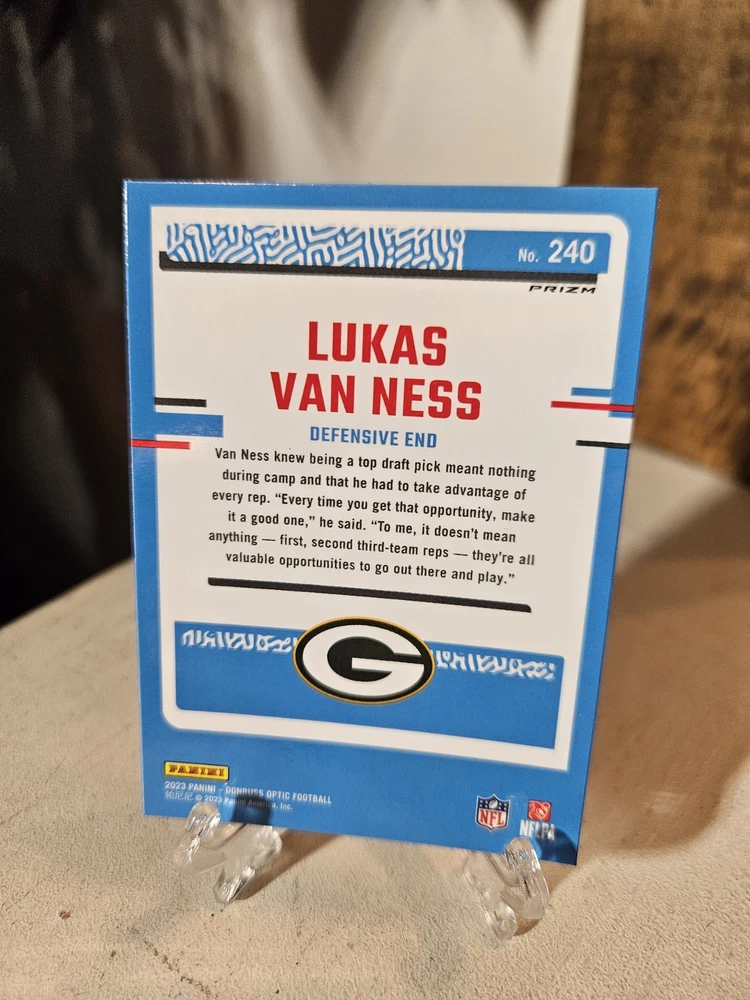 No. 240
PRIZM
LUKAS
VAN NESS
DEFENSIVE END
Van Ness knew being a top draft pick meant nothing
during camp and that he had to take advantage of
every rep. “Every time you get that opportunity, make
it a good one,” he said. “To me, it doesn't mean
anything — first, second third-team reps — they're all
valuable opportunities to go out there and play.”
G
PANINI
2023 PANINI – DONRUSS OPTIC FOOTBALL
帕尼尼 © 2023 Panini America, Inc.
NFL
NFLPA